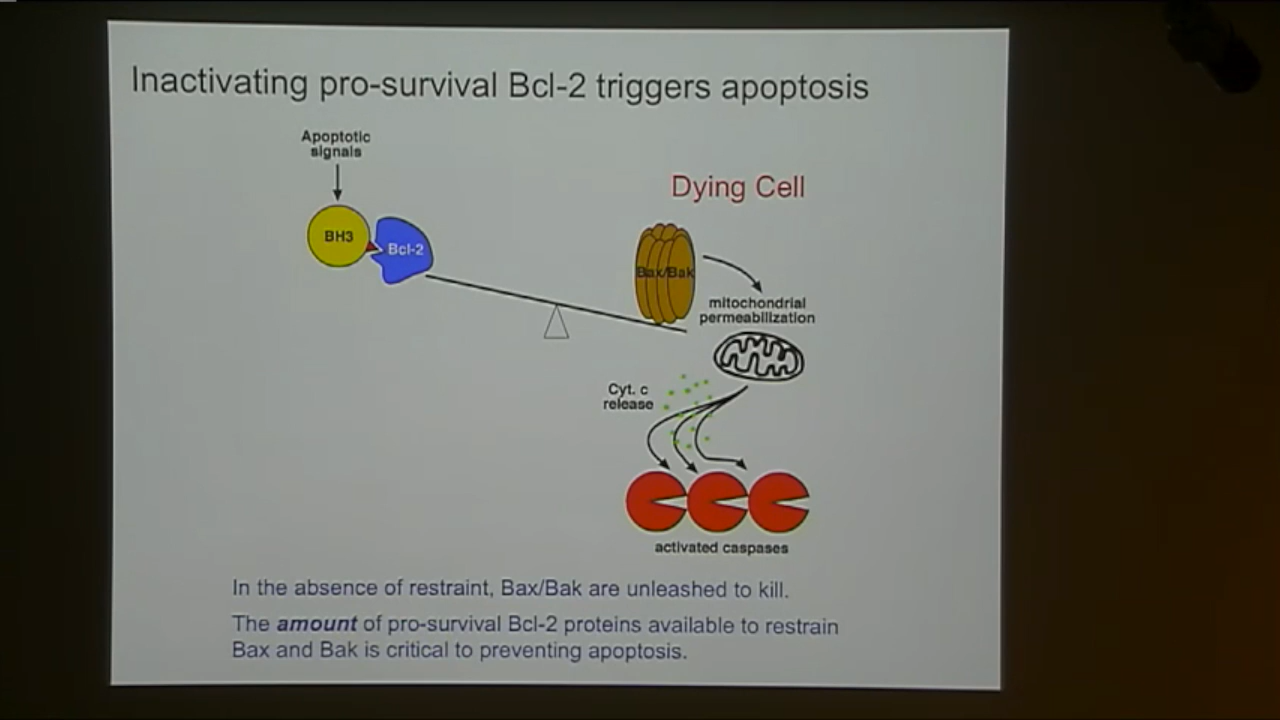 Inactivating pro-survival Bcl-2 triggers apoptosis
Apoptotic
signals
Dying Cell
BH3
Bcl-2
Bax/Bak
mitochondrial
permeabilization
Cyt. c
release
activated caspases
In the absence of restraint, Bax/Bak are unleashed to kill.
The amount of pro-survival Bcl-2 proteins available to restrain
Bax and Bak is critical to preventing apoptosis.